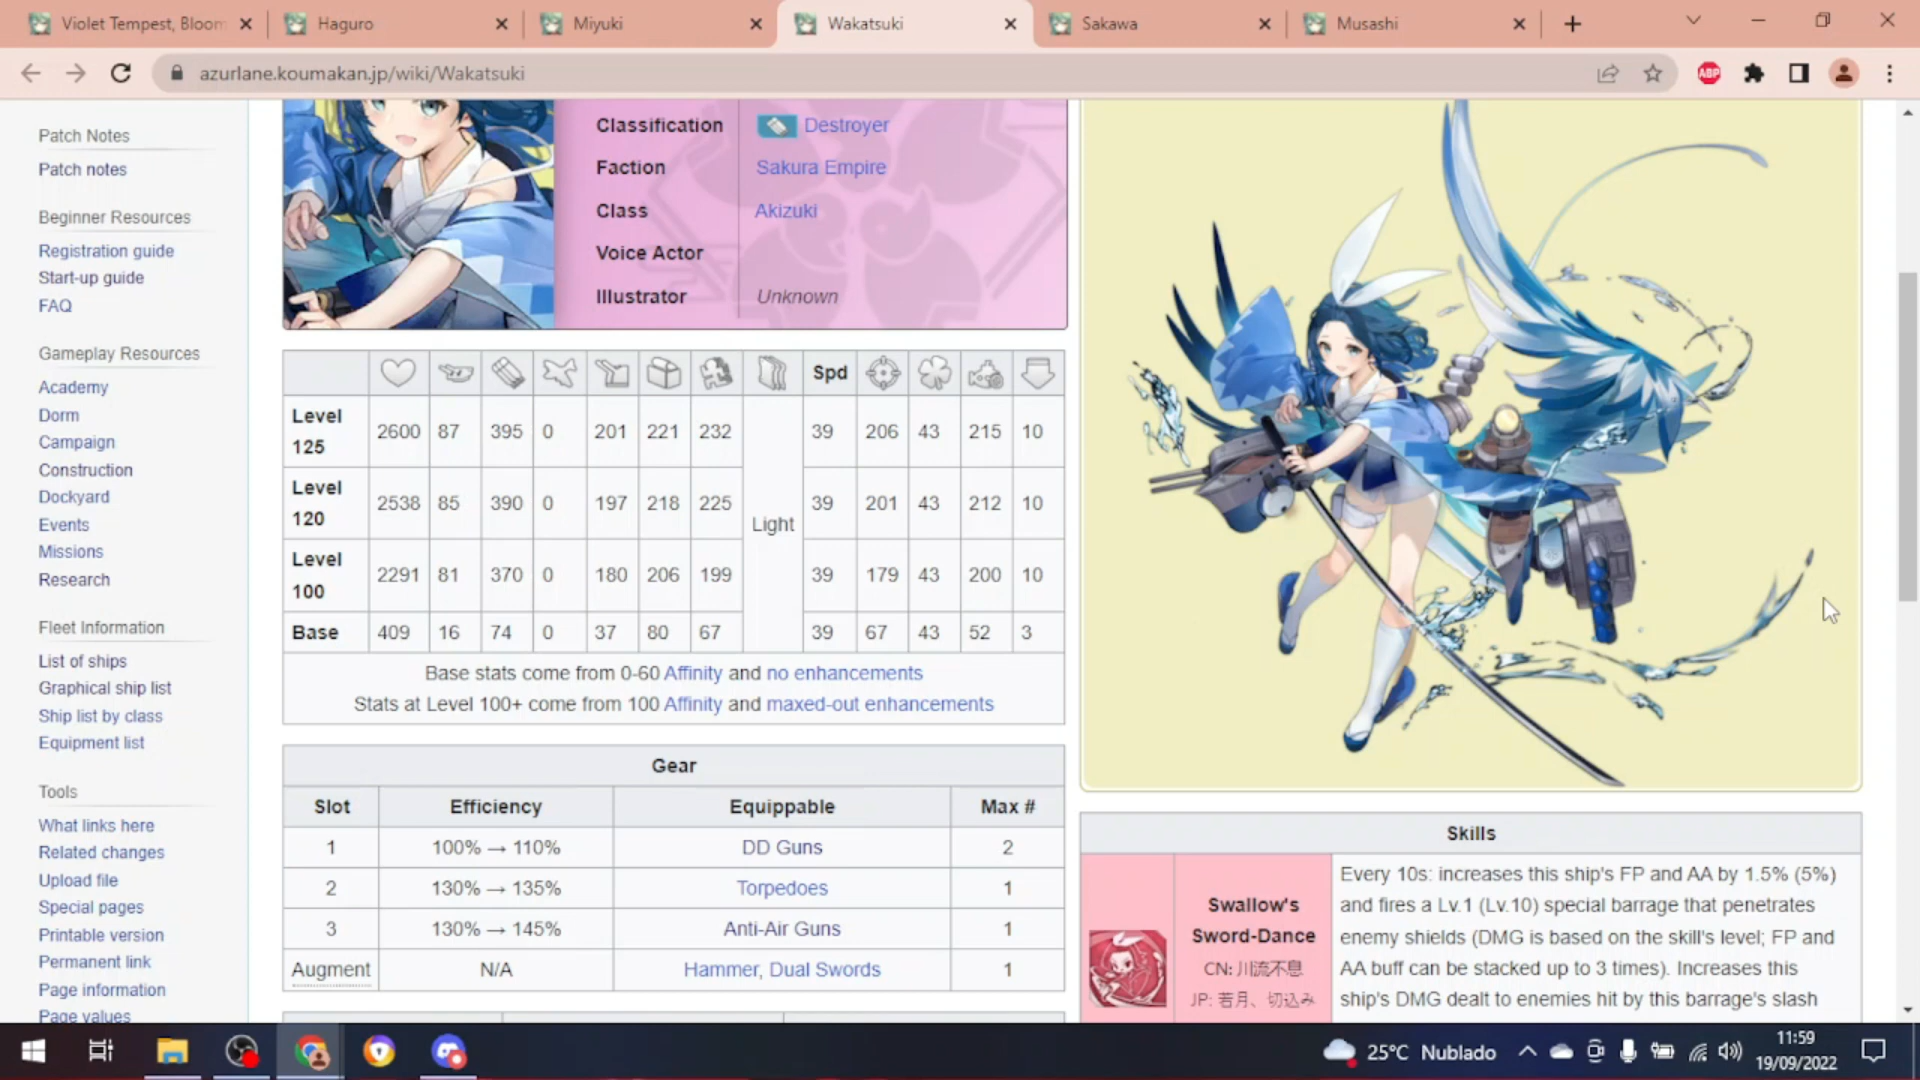 Violet Tempest, Bloom
Haguro
Miyuki
Wakatsuki
Sakawa
Musashi
azurlane.koumakan.jp/wiki/Wakatsuki
ABP
Patch Notes
Patch notes
Beginner Resources
Registration guide
Start-up guide
FAQ
Gameplay Resources
Academy
Dorm
Campaign
Construction
Dockyard
Events
Missions
Research
Fleet Information
List of ships
Graphical ship list
Ship list by class
Equipment list
Tools
What links here
Related changes
Upload file
Special pages
Printable version
Permanent link
Page information
Page values
Classification Destroyer
Faction Sakura Empire
Class Akizuki
Voice Actor
Illustrator Unknown
Spd
Level 125 2600 87 395 0 201 221 232 39 206 43 215 10
Level 120 2538 85 390 0 197 218 225 Light 39 201 43 212 10
Level 100 2291 81 370 0 180 206 199 39 179 43 200 10
Base 409 16 74 0 37 80 67 39 67 43 52 3
Base stats come from 0-60 Affinity and no enhancements
Stats at Level 100+ come from 100 Affinity and maxed-out enhancements
Gear
Slot Efficiency Equippable Max #
1 100% → 110% DD Guns 2
2 130% → 135% Torpedoes 1
3 130% → 145% Anti-Air Guns 1
Augment N/A Hammer, Dual Swords 1
Skills
Swallow's
Sword-Dance
CN: 川流不息
JP: 若月、切込み
Every 10s: increases this ship's FP and AA by 1.5% (5%)
and fires a Lv.1 (Lv.10) special barrage that penetrates
enemy shields (DMG is based on the skill's level; FP and
AA buff can be stacked up to 3 times). Increases this
ship's DMG dealt to enemies hit by this barrage's slash
25°C Nublado
11:59
19/09/2022